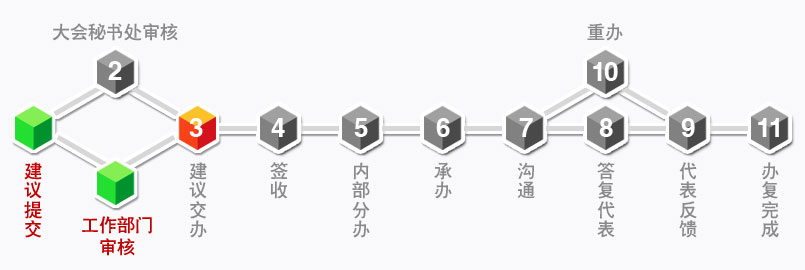 大会秘书处审核
重办
2
10
3
4
5
6
7
8
9
11
建议提交
工作部门
审核
建议交办
签收
内部分办
承办
沟通
答复代表
代表反馈
办复完成